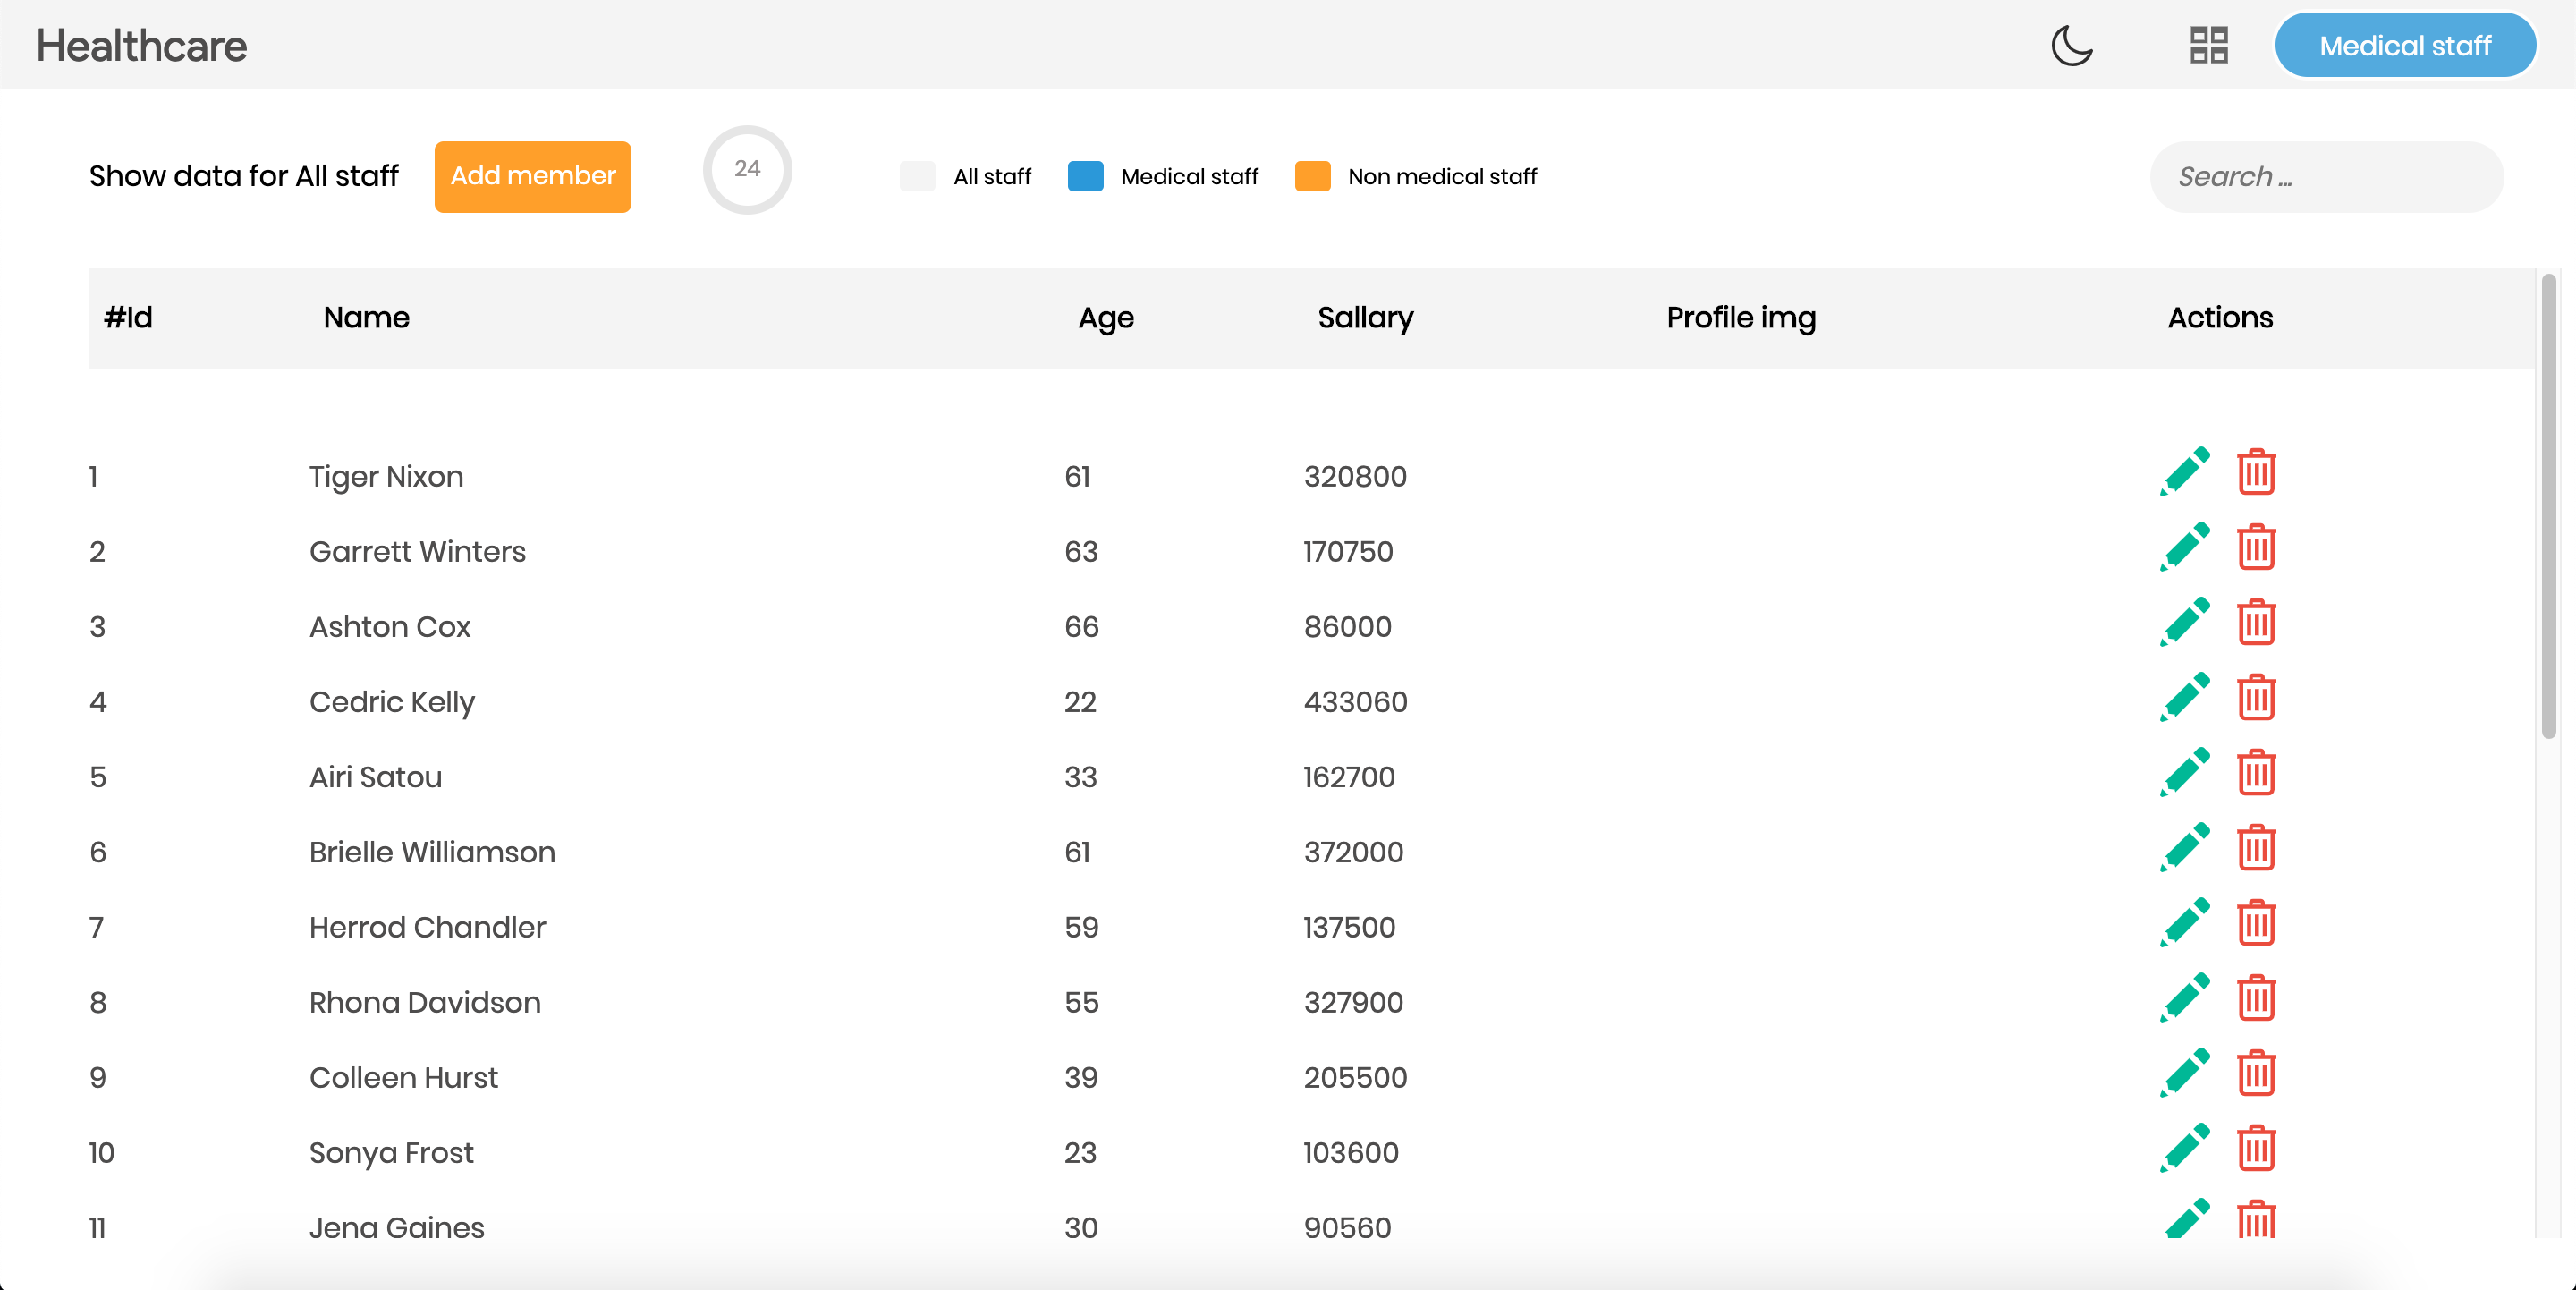 Healthcare Medical staff
Show data for All staff Add member 24 All staff Medical staff Non medical staff Search ...
#Id Name Age Sallary Profile img Actions
1 Tiger Nixon 61 320800
2 Garrett Winters 63 170750
3 Ashton Cox 66 86000
4 Cedric Kelly 22 433060
5 Airi Satou 33 162700
6 Brielle Williamson 61 372000
7 Herrod Chandler 59 137500
8 Rhona Davidson 55 327900
9 Colleen Hurst 39 205500
10 Sonya Frost 23 103600
11 Jena Gaines 30 90560